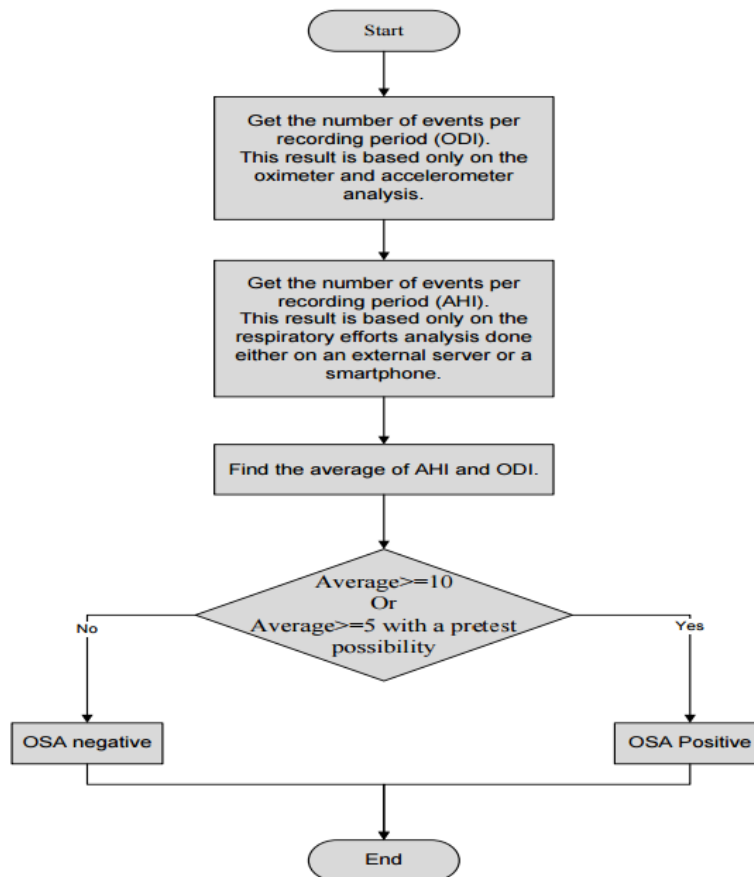 Start
Get the number of events per
recording period (ODI).
This result is based only on the
oximeter and accelerometer
analysis.
Get the number of events per
recording period (AHI).
This result is based only on the
respiratory efforts analysis done
either on an external server or a
smartphone.
Find the average of AHI and ODI.
Average>=10
Or
Average>=5 with a pretest
possibility
No
Yes
OSA negative
OSA Positive
End